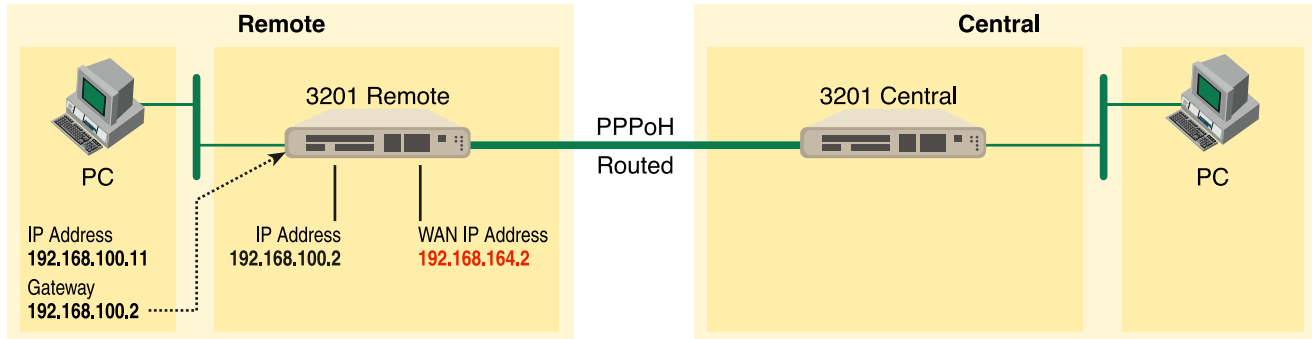 Remote
Central
3201 Remote
3201 Central
PPPoH
Routed
PC
PC
IP Address
192.168.100.11
Gateway
192.168.100.2
IP Address
192.168.100.2
WAN IP Address
192.168.164.2